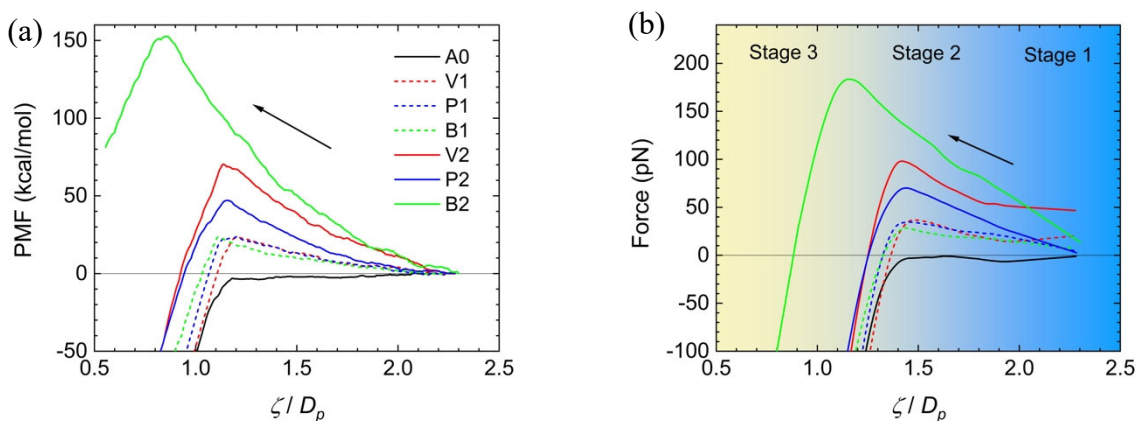 (a)
PMF (kcal/mol)
150
100
50
0
-50
0.5 1.0 1.5 2.0 2.5
ζ / Dp
A0
V1
P1
B1
V2
P2
B2
(b)
Force (pN)
200
150
100
50
0
-50
-100
0.5 1.0 1.5 2.0 2.5
ζ / Dp
Stage 3 Stage 2 Stage 1